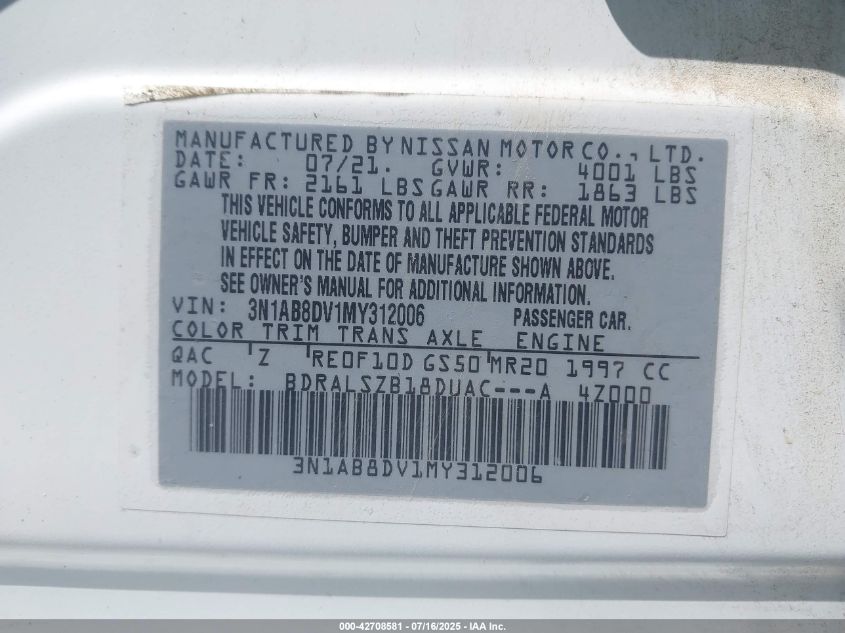 MANUFACTURED BY NISSAN MOTOR CO., LTD.
DATE: 07/21. GVWR: 4001 LBS
GAWR FR: 2161 LBS GAWR RR: 1863 LBS
THIS VEHICLE CONFORMS TO ALL APPLICABLE FEDERAL MOTOR
VEHICLE SAFETY, BUMPER AND THEFT PREVENTION STANDARDS
IN EFFECT ON THE DATE OF MANUFACTURE SHOWN ABOVE.
SEE OWNER'S MANUAL FOR ADDITIONAL INFORMATION.
VIN: 3N1AB8DV1MY312006 PASSENGER CAR.
COLOR TRIM TRANS AXLE ENGINE
QAC Z RE0F10D GS50 MR20 1997 CC
MODEL: BDRALSZB18DUAC---A 4Z000
3N1AB8DV1MY312006
000-42708581 - 07/16/2025 - IAA Inc.